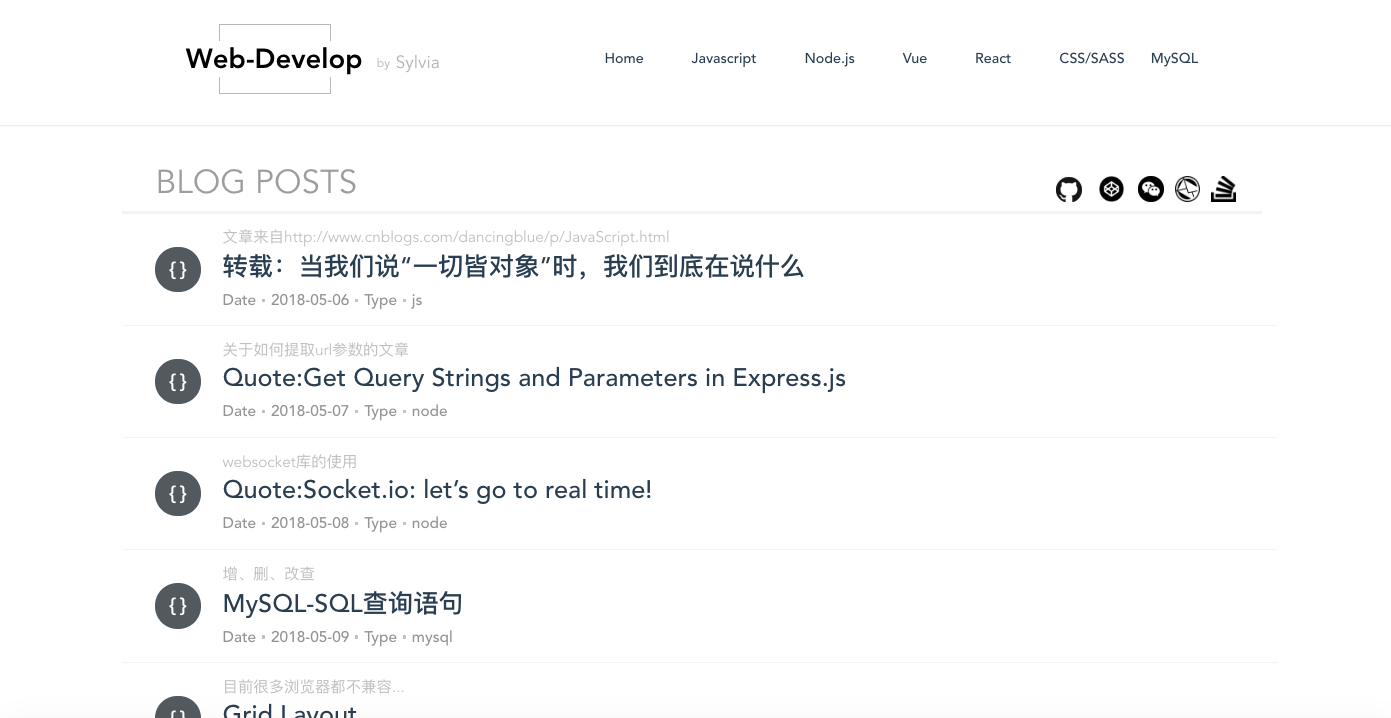 Web-Develop by Sylvia
Home Javascript Node.js Vue React CSS/SASS MySQL
BLOG POSTS
文章来自http://www.cnblogs.com/dancingblue/p/JavaScript.html
{}
转载：当我们说“一切皆对象”时，我们到底在说什么
Date • 2018-05-06 • Type • js
关于如何提取url参数的文章
{}
Quote:Get Query Strings and Parameters in Express.js
Date • 2018-05-07 • Type • node
websocket库的使用
{}
Quote:Socket.io: let’s go to real time!
Date • 2018-05-08 • Type • node
增、删、改查
{}
MySQL-SQL查询语句
Date • 2018-05-09 • Type • mysql
目前很多浏览器都不兼容...
{}
Grid Layout